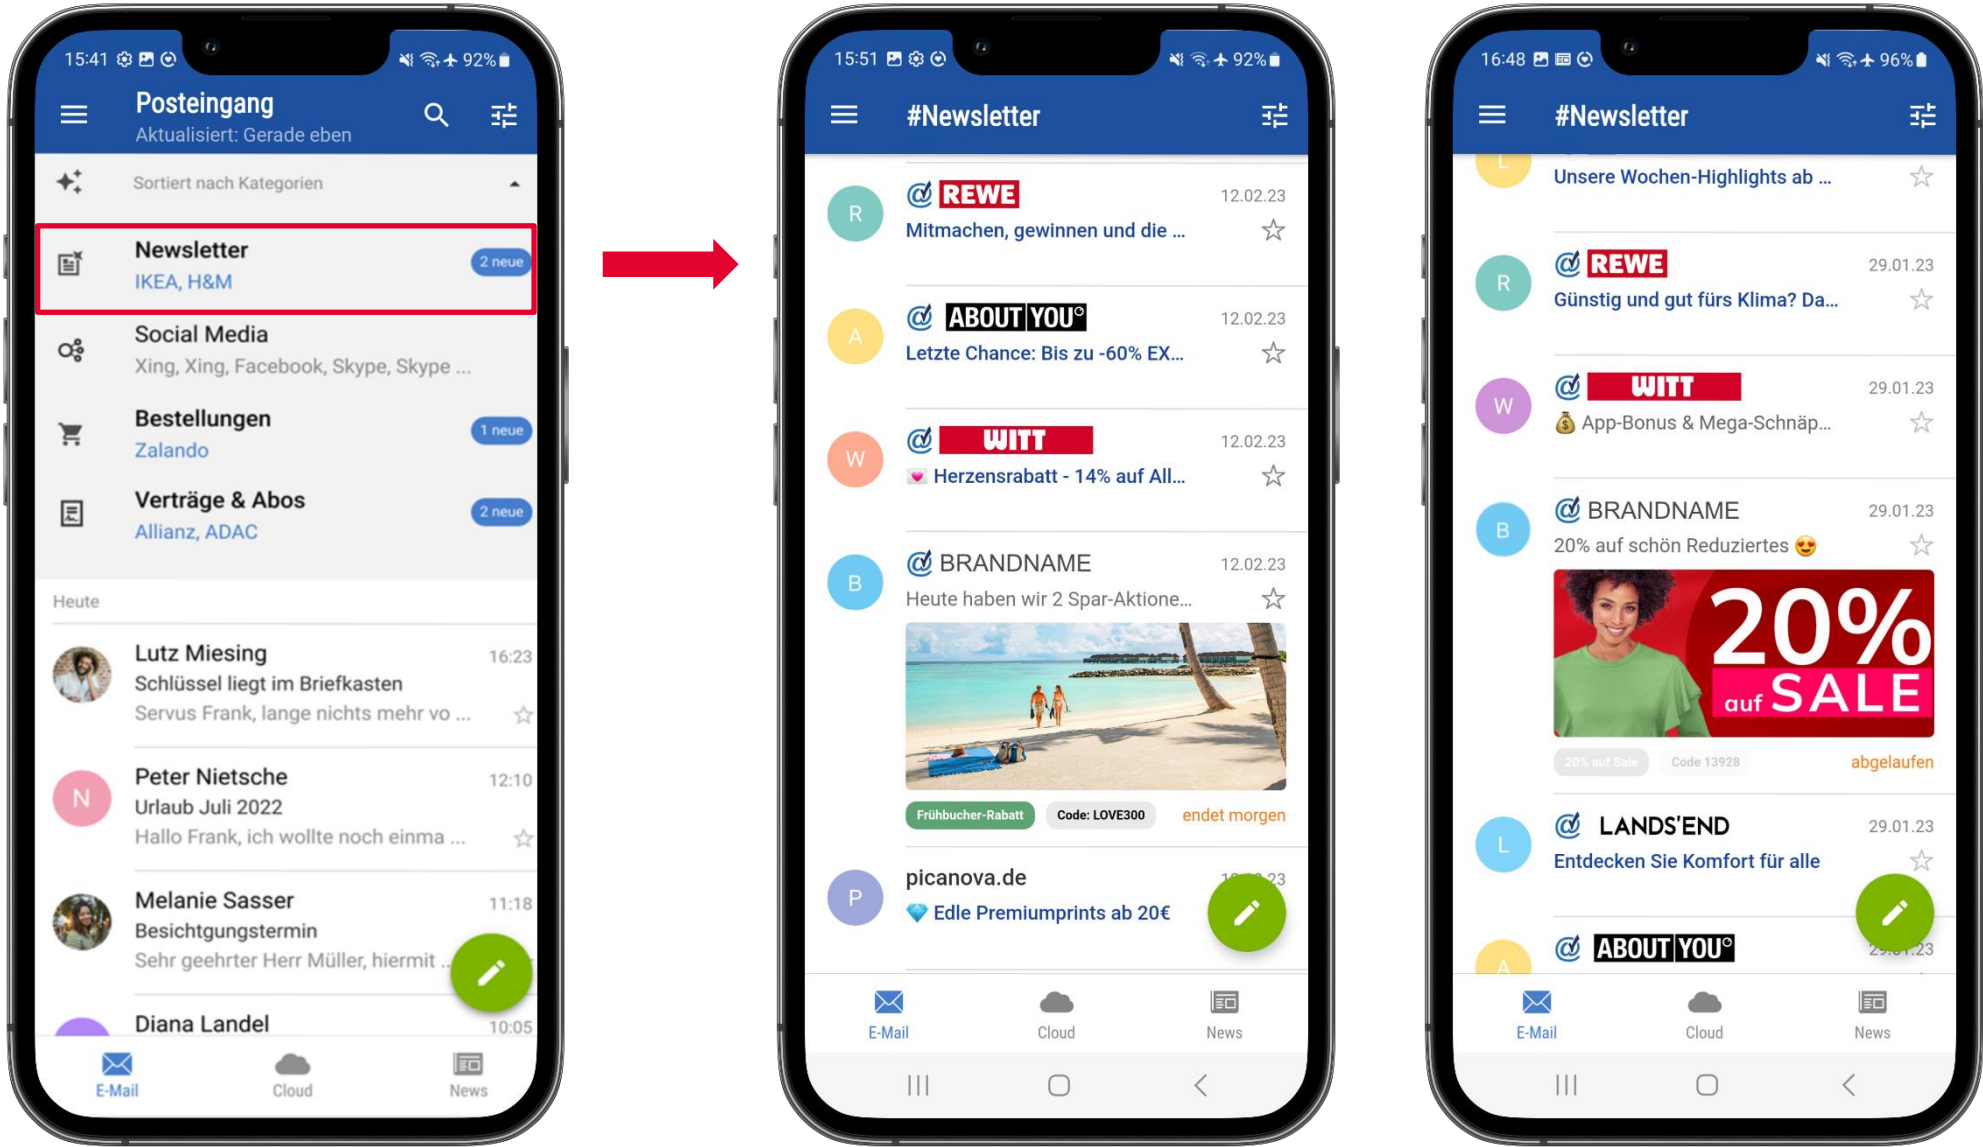 15:41
92%
Posteingang
Aktualisiert: Gerade eben
Sortiert nach Kategorien
Newsletter
2 neue
IKEA, H&M
Social Media
Xing, Xing, Facebook, Skype, Skype ...
Bestellungen
1 neue
Zalando
Verträge & Abos
2 neue
Allianz, ADAC
Heute
Lutz Miesing
16:23
Schlüssel liegt im Briefkasten
Servus Frank, lange nichts mehr vo ...
N
Peter Nietsche
12:10
Urlaub Juli 2022
Hallo Frank, ich wollte noch einma ...
Melanie Sasser
11:18
Besichtgungstermin
Sehr geehrter Herr Müller, hiermit ..
Diana Landel
10:05
E-Mail
Cloud
News
15:51
92%
#Newsletter
R
REWE
12.02.23
Mitmachen, gewinnen und die ...
A
ABOUT YOU°
12.02.23
Letzte Chance: Bis zu -60% EX...
W
WITT
12.02.23
💌 Herzensrabatt - 14% auf All...
B
BRANDNAME
12.02.23
Heute haben wir 2 Spar-Aktione...
Frühbucher-Rabatt
Code: LOVE300
endet morgen
P
picanova.de
💎 Edle Premiumprints ab 20€
E-Mail
Cloud
News
16:48
96%
#Newsletter
L
Unsere Wochen-Highlights ab ...
R
REWE
29.01.23
Günstig und gut fürs Klima? Da...
W
WITT
29.01.23
💰 App-Bonus & Mega-Schnäp...
B
BRANDNAME
29.01.23
20% auf schön Reduziertes 😍
20%
auf SALE
20% auf Sale
Code 13928
abgelaufen
L
LANDS'END
29.01.23
Entdecken Sie Komfort für alle
A
ABOUT YOU°
E-Mail
Cloud
News